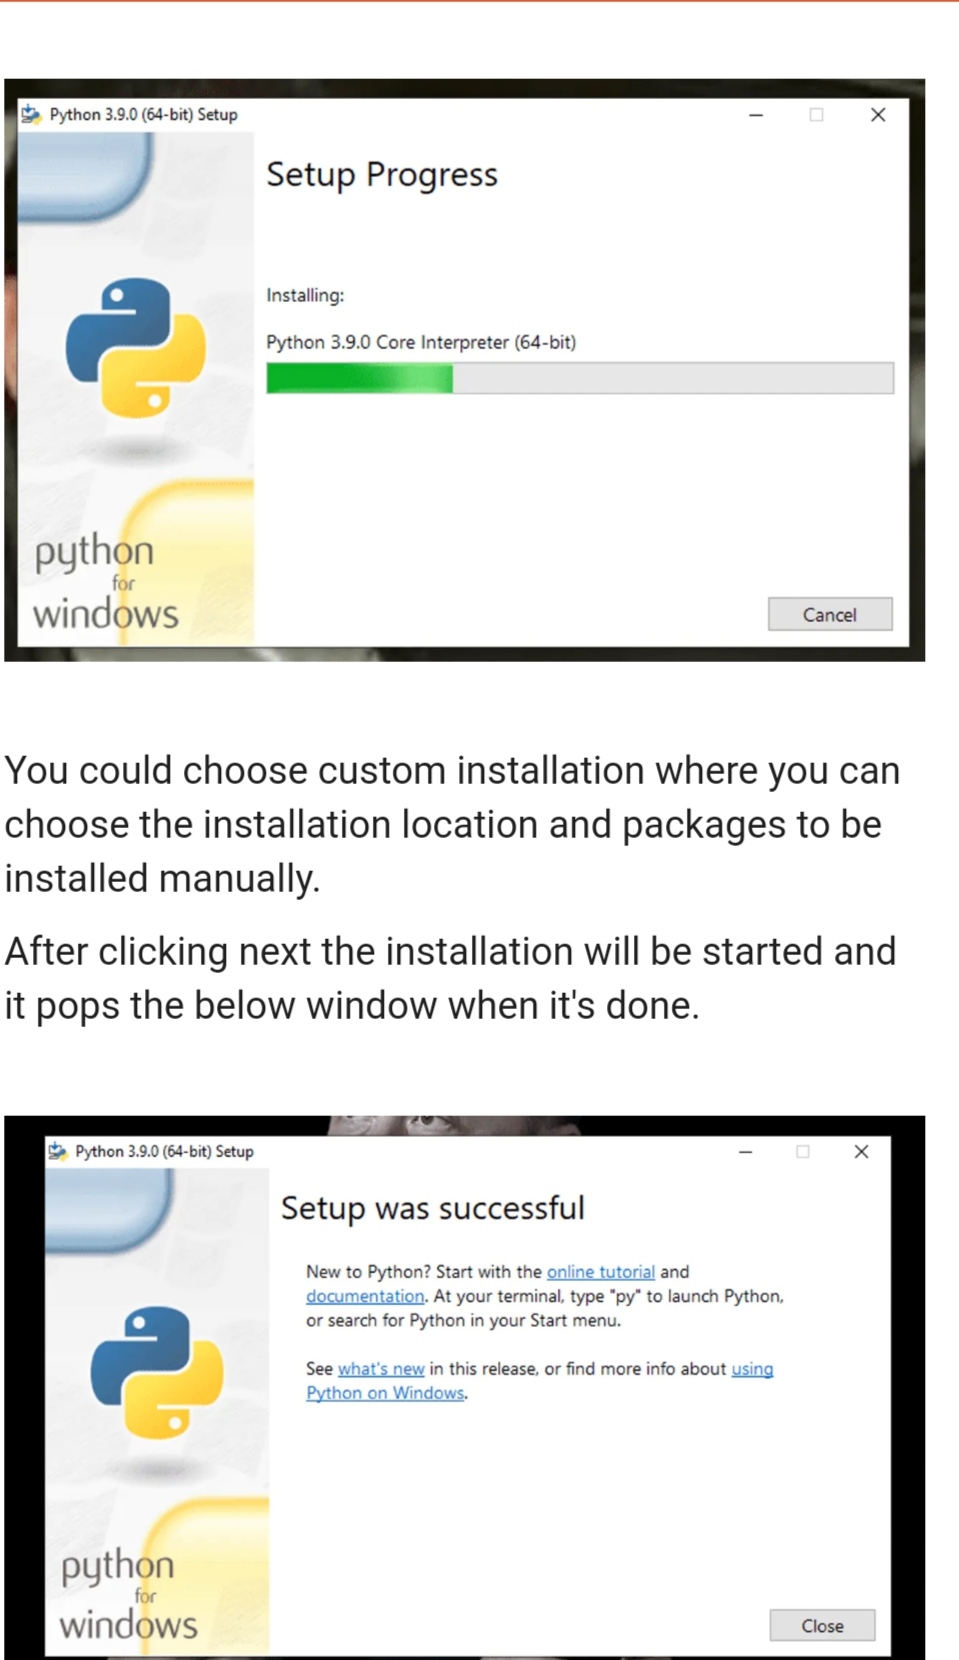 Python 3.9.0 (64-bit) Setup
Setup Progress
Installing:
Python 3.9.0 Core Interpreter (64-bit)
python
for
windows
Cancel
You could choose custom installation where you can
choose the installation location and packages to be
installed manually.
After clicking next the installation will be started and
it pops the below window when it's done.
Python 3.9.0 (64-bit) Setup
Setup was successful
New to Python? Start with the online tutorial and
documentation. At your terminal, type "py" to launch Python,
or search for Python in your Start menu.
See what's new in this release, or find more info about using
Python on Windows.
python
for
windows
Close